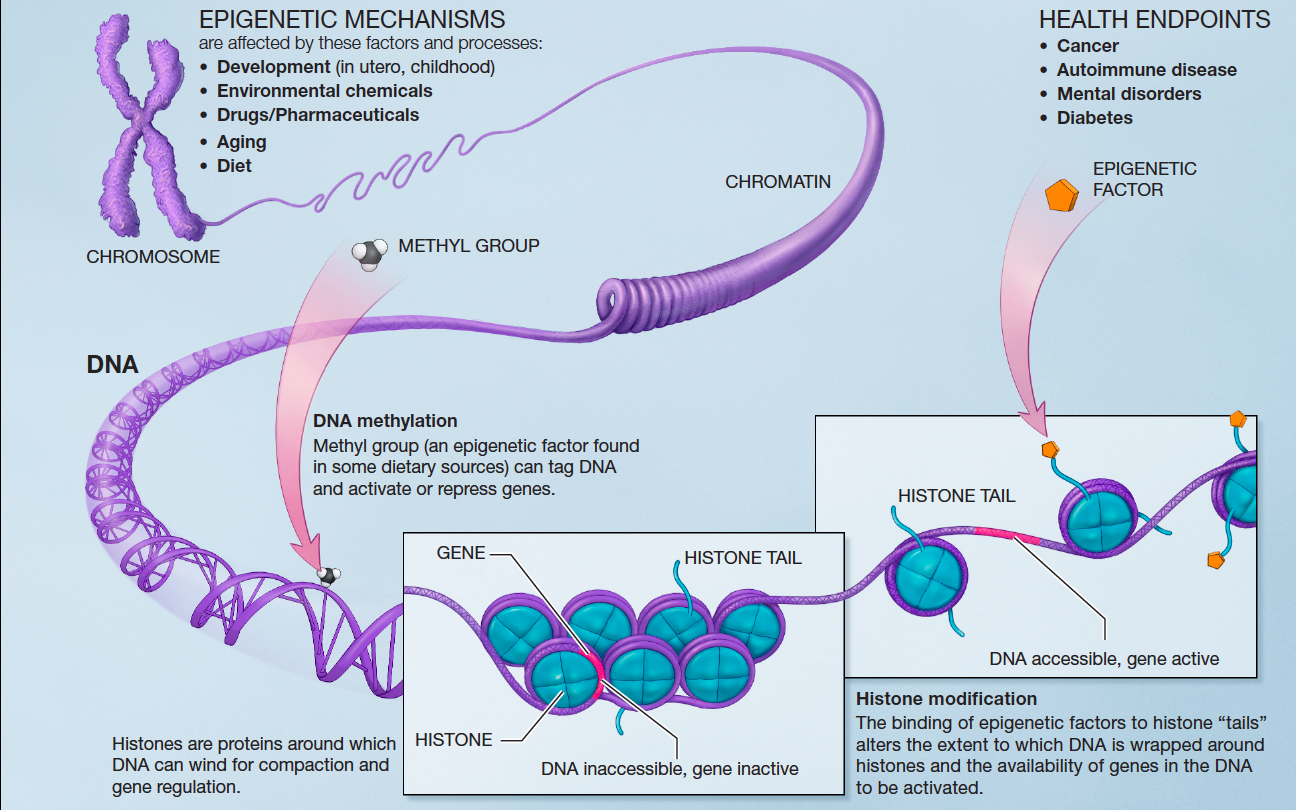 EPIGENETIC MECHANISMS
are affected by these factors and processes:
• Development (in utero, childhood)
• Environmental chemicals
• Drugs/Pharmaceuticals
• Aging
• Diet
HEALTH ENDPOINTS
• Cancer
• Autoimmune disease
• Mental disorders
• Diabetes
EPIGENETIC
FACTOR
CHROMATIN
CHROMOSOME
METHYL GROUP
DNA
DNA methylation
Methyl group (an epigenetic factor found
in some dietary sources) can tag DNA
and activate or repress genes.
HISTONE TAIL
DNA accessible, gene active
GENE
HISTONE TAIL
HISTONE
DNA inaccessible, gene inactive
Histones are proteins around which
DNA can wind for compaction and
gene regulation.
Histone modification
The binding of epigenetic factors to histone “tails”
alters the extent to which DNA is wrapped around
histones and the availability of genes in the DNA
to be activated.